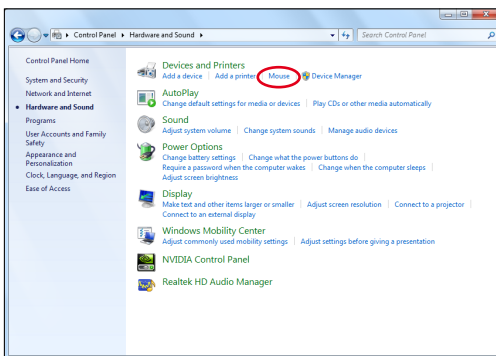 Control Panel ▸ Hardware and Sound ▸
Search Control Panel
Control Panel Home
System and Security
Network and Internet
Hardware and Sound
Programs
User Accounts and Family
Safety
Appearance and
Personalization
Clock, Language, and Region
Ease of Access
Devices and Printers
Add a device | Add a printer | Mouse | Device Manager
AutoPlay
Change default settings for media or devices | Play CDs or other media automatically
Sound
Adjust system volume | Change system sounds | Manage audio devices
Power Options
Change battery settings | Change what the power buttons do |
Require a password when the computer wakes | Change when the computer sleeps |
Adjust screen brightness
Display
Make text and other items larger or smaller | Adjust screen resolution | Connect to a projector |
Connect to an external display
Windows Mobility Center
Adjust commonly used mobility settings | Adjust settings before giving a presentation
NVIDIA Control Panel
Realtek HD Audio Manager